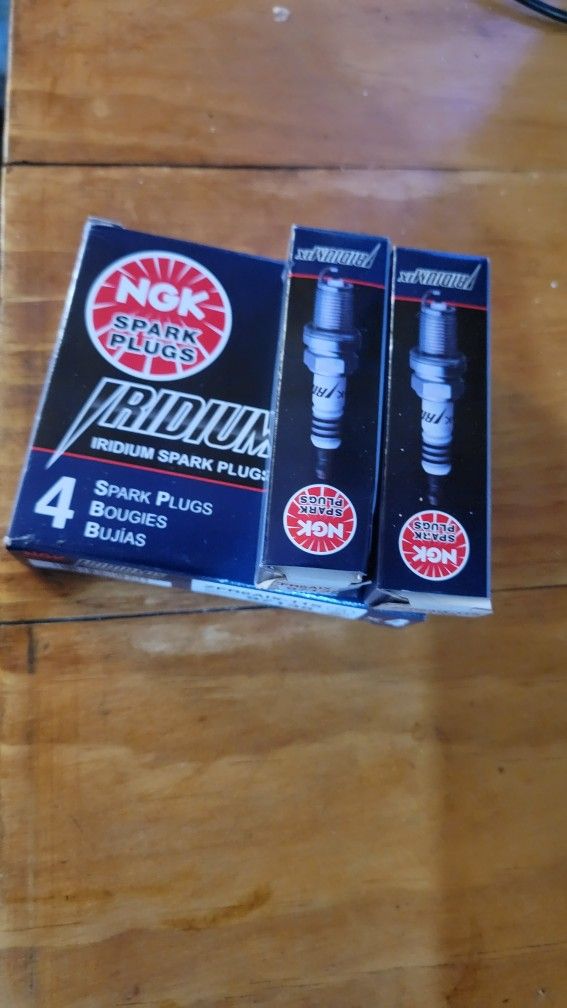 NGK
SPARK
PLUGS
IRIDIUM
IRIDIUM SPARK PLUGS
4
SPARK PLUGS
BOUGIES
BUJÍAS
IRIDIUM IX
NGK
SPARK
PLUGS
IRIDIUM IX
NGK
SPARK
PLUGS